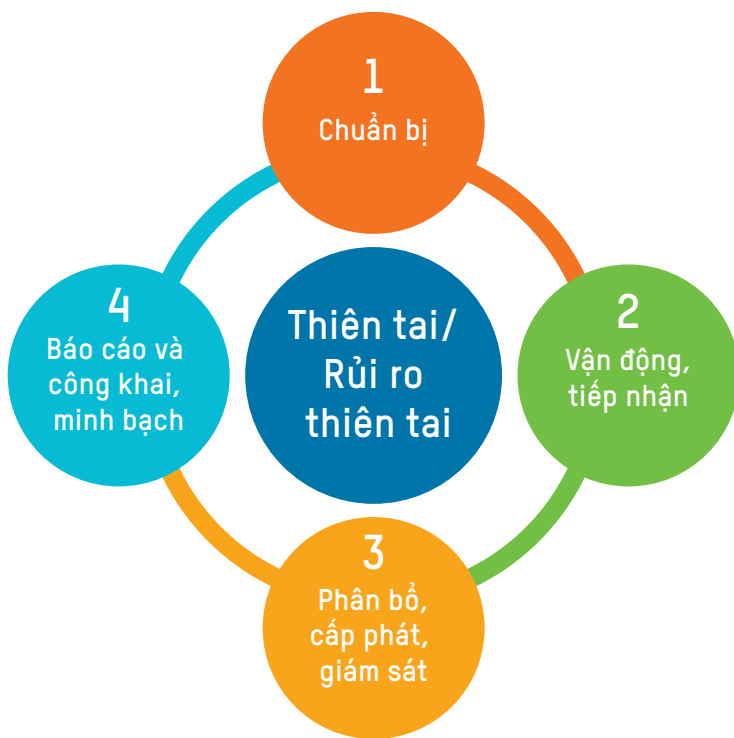 1
Chuẩn bị
2
Vận động,
tiếp nhận
3
Phân bổ,
cấp phát,
giám sát
4
Báo cáo và
công khai,
minh bạch
Thiên tai/
Rủi ro
thiên tai